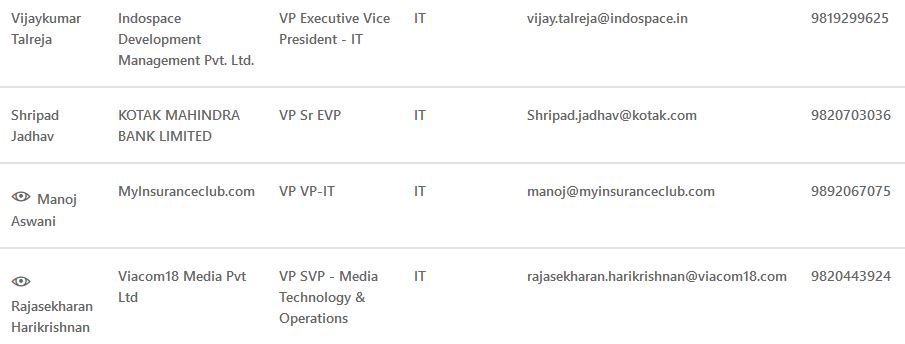 Vijaykumar Indospace VP Executive Vice IT vijay.talreja@indospace.in 9819299625
Talreja Development President - IT
Management Pvt. Ltd.
Shripad KOTAK MAHINDRA VP Sr EVP IT Shripad.jadhav@kotak.com 9820703036
Jadhav BANK LIMITED
Manoj MyInsuranceclub.com VP VP-IT IT manoj@myinsuranceclub.com 9892067075
Aswani
Viacom18 Media Pvt VP SVP - Media IT rajasekharan.harikrishnan@viacom18.com 9820443924
Ltd Technology &
Rajasekharan Operations
Harikrishnan